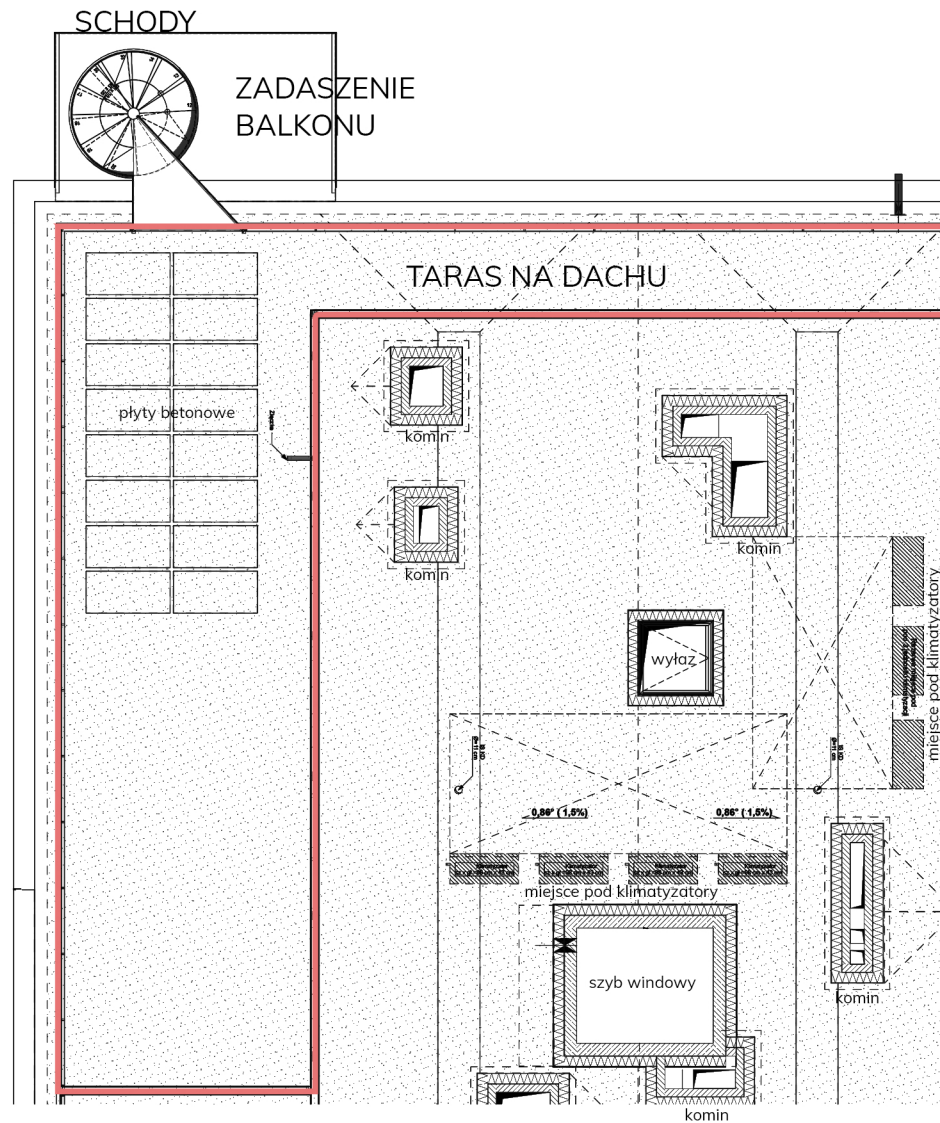 SCHODY
ZADASZENIE
BALKONU
TARAS NA DACHU
płyty betonowe
komin
komin
komin
wyłaz
miejsce pod klimatyzatory
0,86° ( 1,5%)
0,86° ( 1,5%)
miejsce pod klimatyzatory
szyb windowy
komin
komin